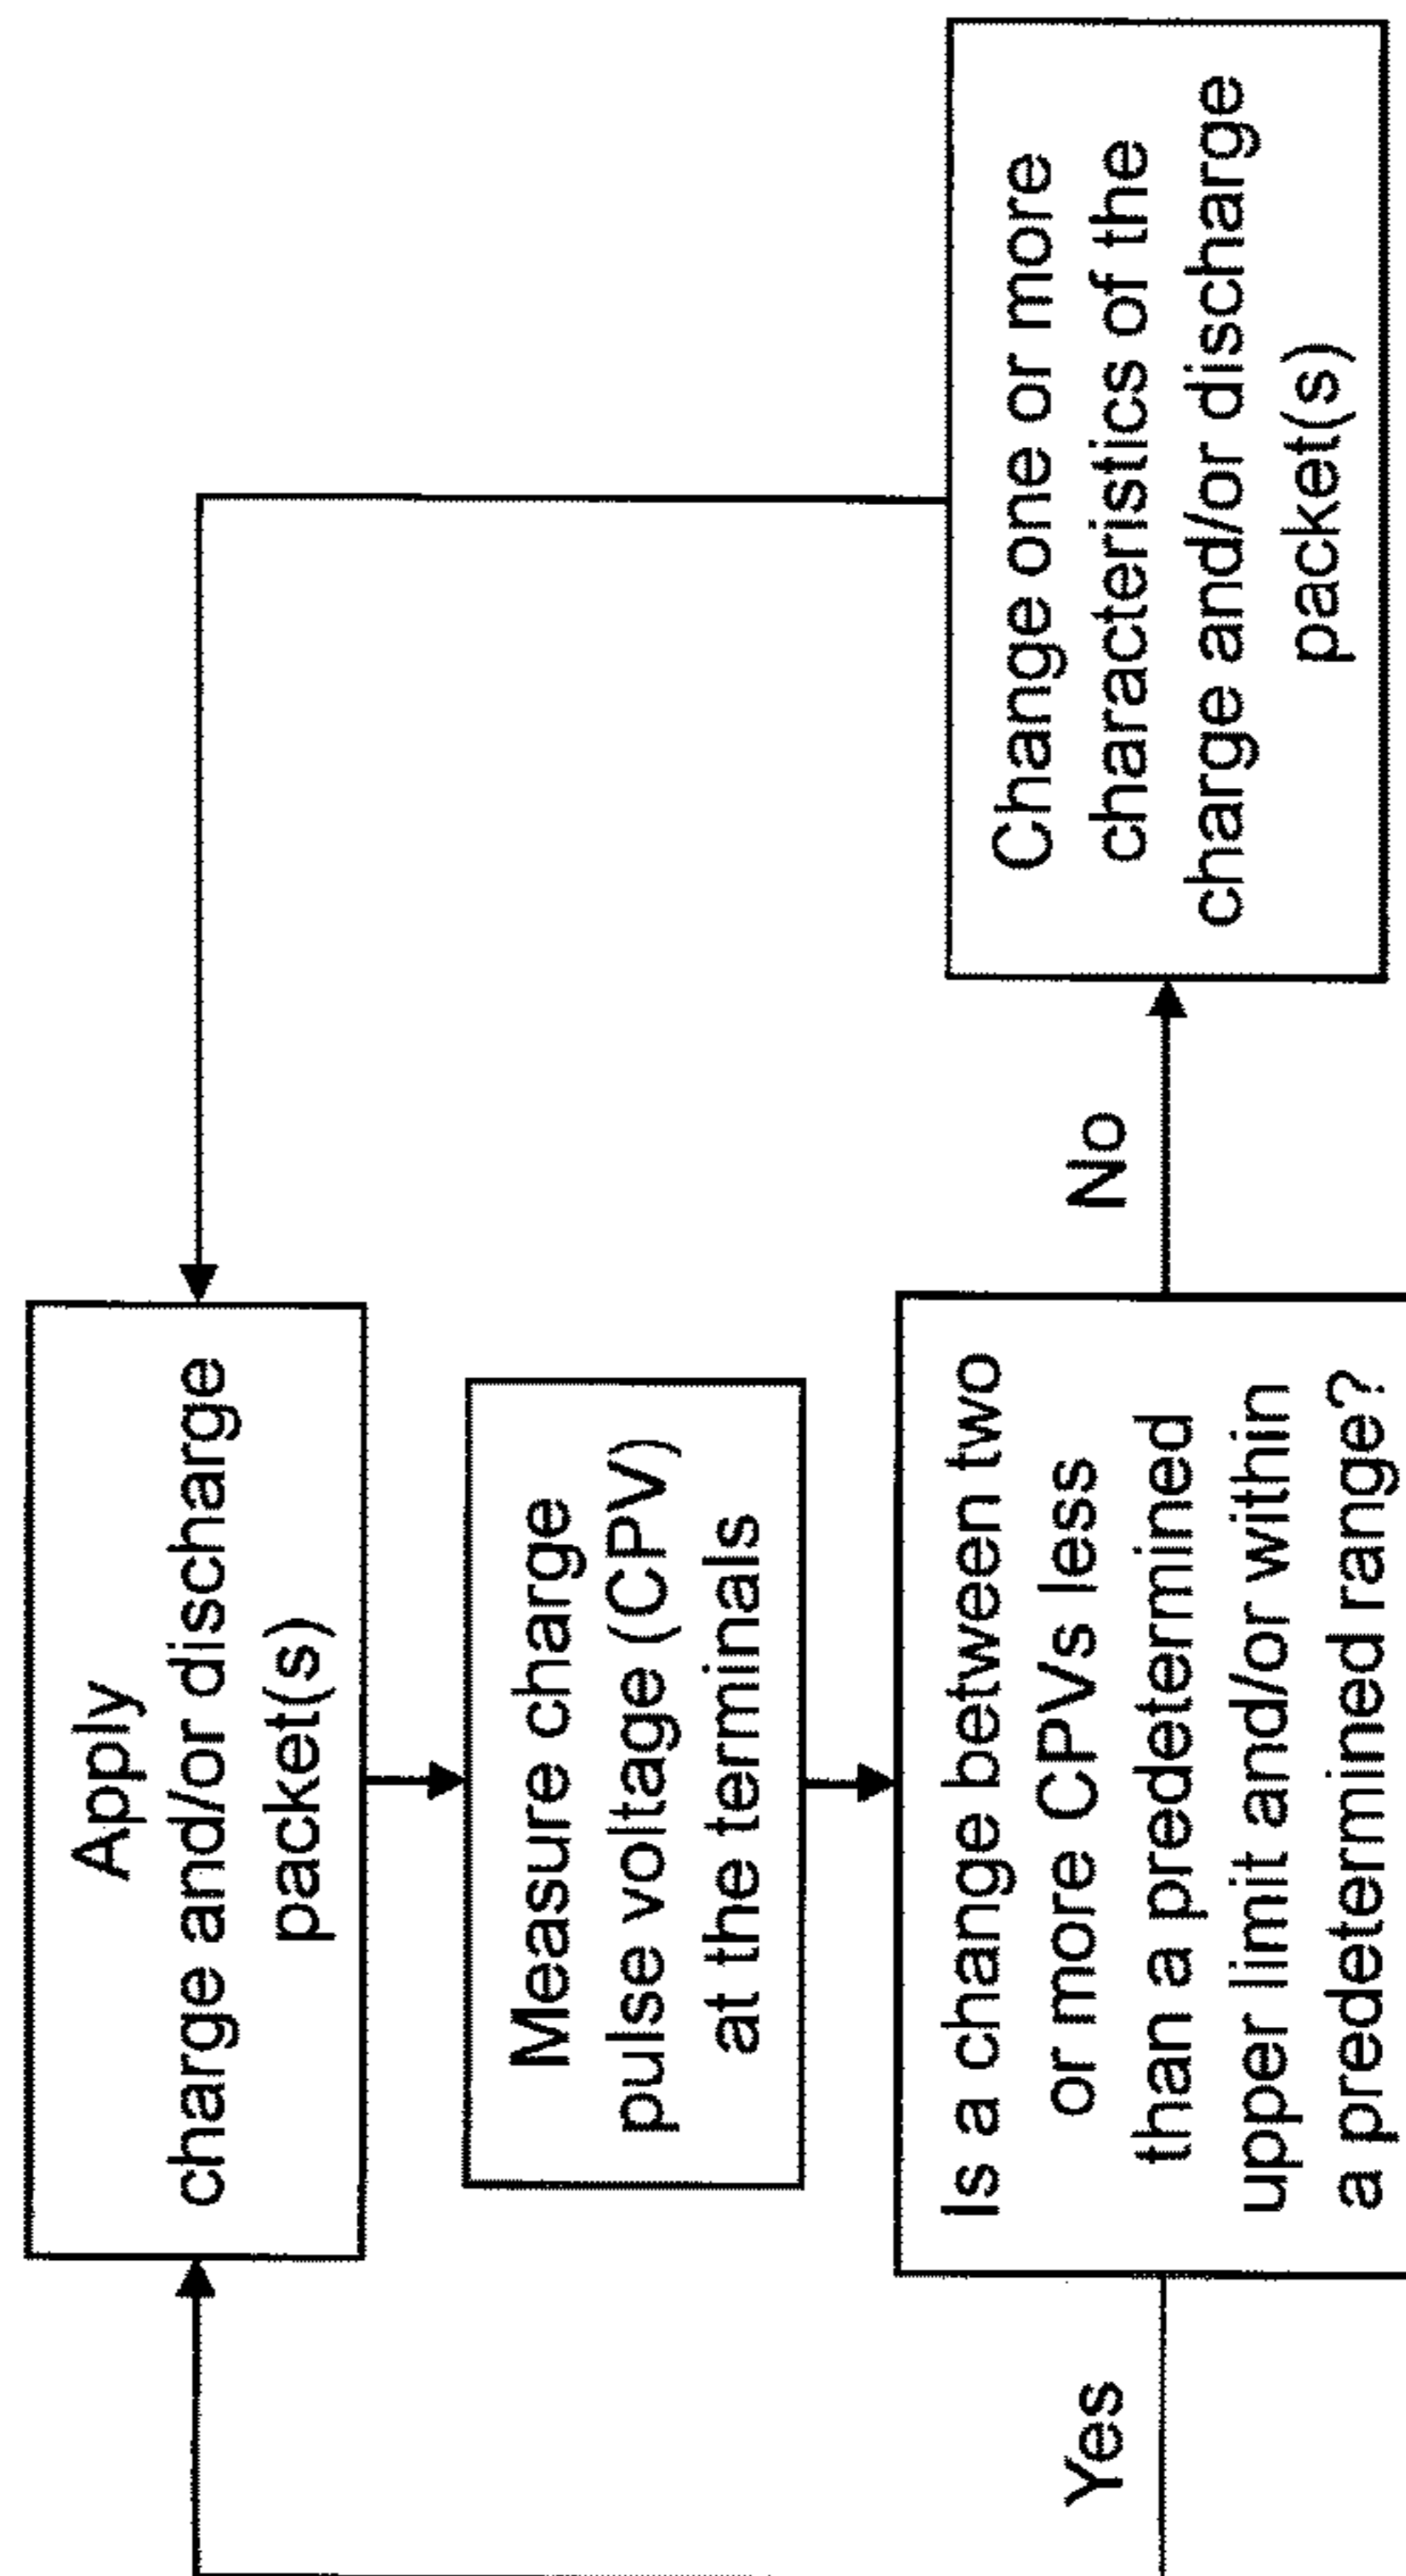 Apply
charge and/or discharge
packet(s)
Measure charge
pulse voltage (CPV)
at the terminals
Is a change between two
or more CPVs less
than a predetermined
upper limit and/or within
a predetermined range?
Yes
No
Change one or more
characteristics of the
charge and/or discharge
packet(s)